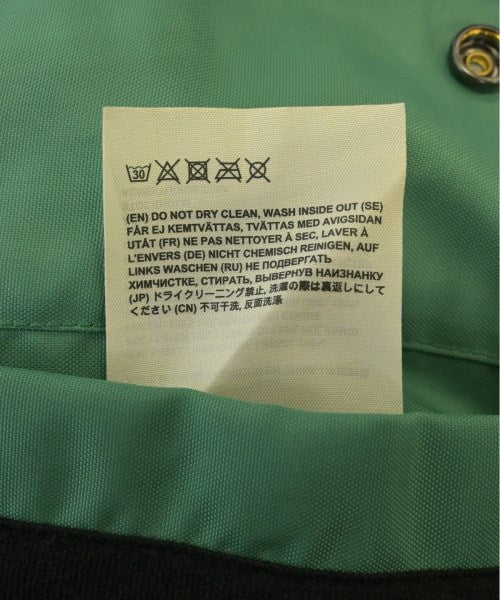 30
(EN) DO NOT DRY CLEAN, WASH INSIDE OUT (SE)
FÅR EJ KEMTVÄTTAS, TVÄTTAS MED AVIGSIDAN
UTÅT (FR) NE PAS NETTOYER À SEC, LAVER À
L'ENVERS (DE) NICHT CHEMISCH REINIGEN, AUF
LINKS WASCHEN (RU) НЕ ПОДВЕРГАТЬ
ХИМЧИСТКЕ, СТИРАТЬ, ВЫВЕРНУВ НАИЗНАНКУ
(JP) ドライクリーニング禁止, 洗濯の際は裏返しにして
ください (CN) 不可干洗, 反面洗涤